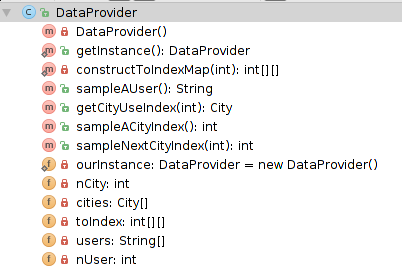 DataProvider
DataProvider()
getInstance(): DataProvider
constructToIndexMap(int): int[][]
sampleAUser(): String
getCityUseIndex(int): City
sampleACityIndex(): int
sampleNextCityIndex(int): int
ourInstance: DataProvider = new DataProvider()
nCity: int
cities: City[]
toIndex: int[][]
users: String[]
nUser: int